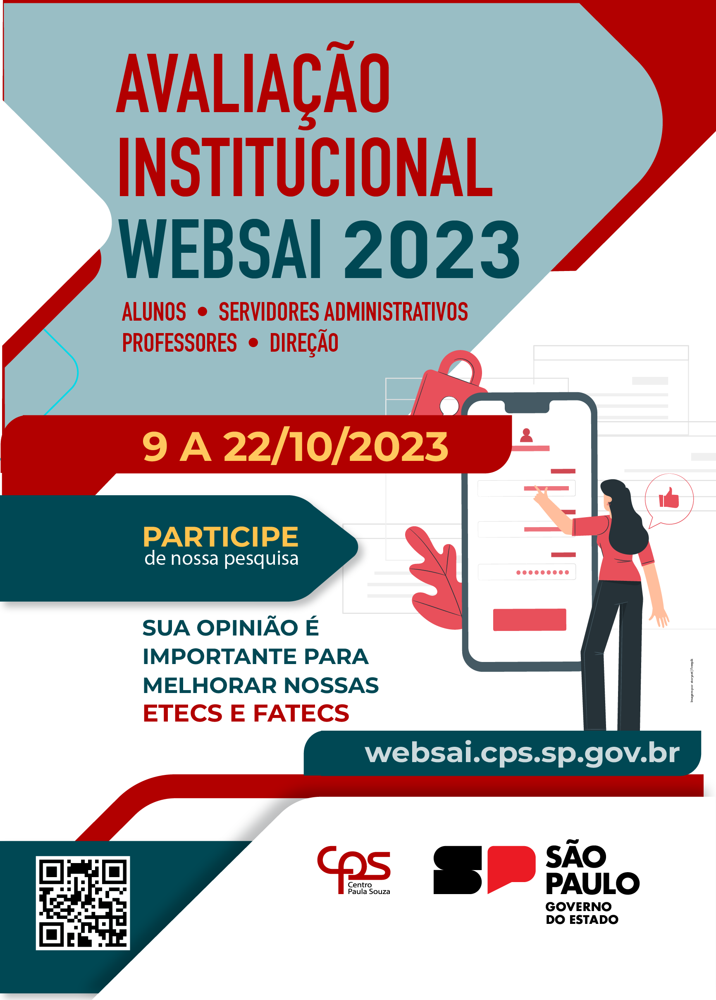 AVALIAÇÃO
INSTITUCIONAL
WEBSAI 2023
ALUNOS • SERVIDORES ADMINISTRATIVOS
PROFESSORES • DIREÇÃO
9 A 22/10/2023
PARTICIPE
de nossa pesquisa
SUA OPINIÃO É
IMPORTANTE PARA
MELHORAR NOSSAS
ETECS E FATECS
Imagem por storyset | Freepik
websai.cps.sp.gov.br
cps
Centro
Paula Souza
SP
SÃO
PAULO
GOVERNO
DO ESTADO